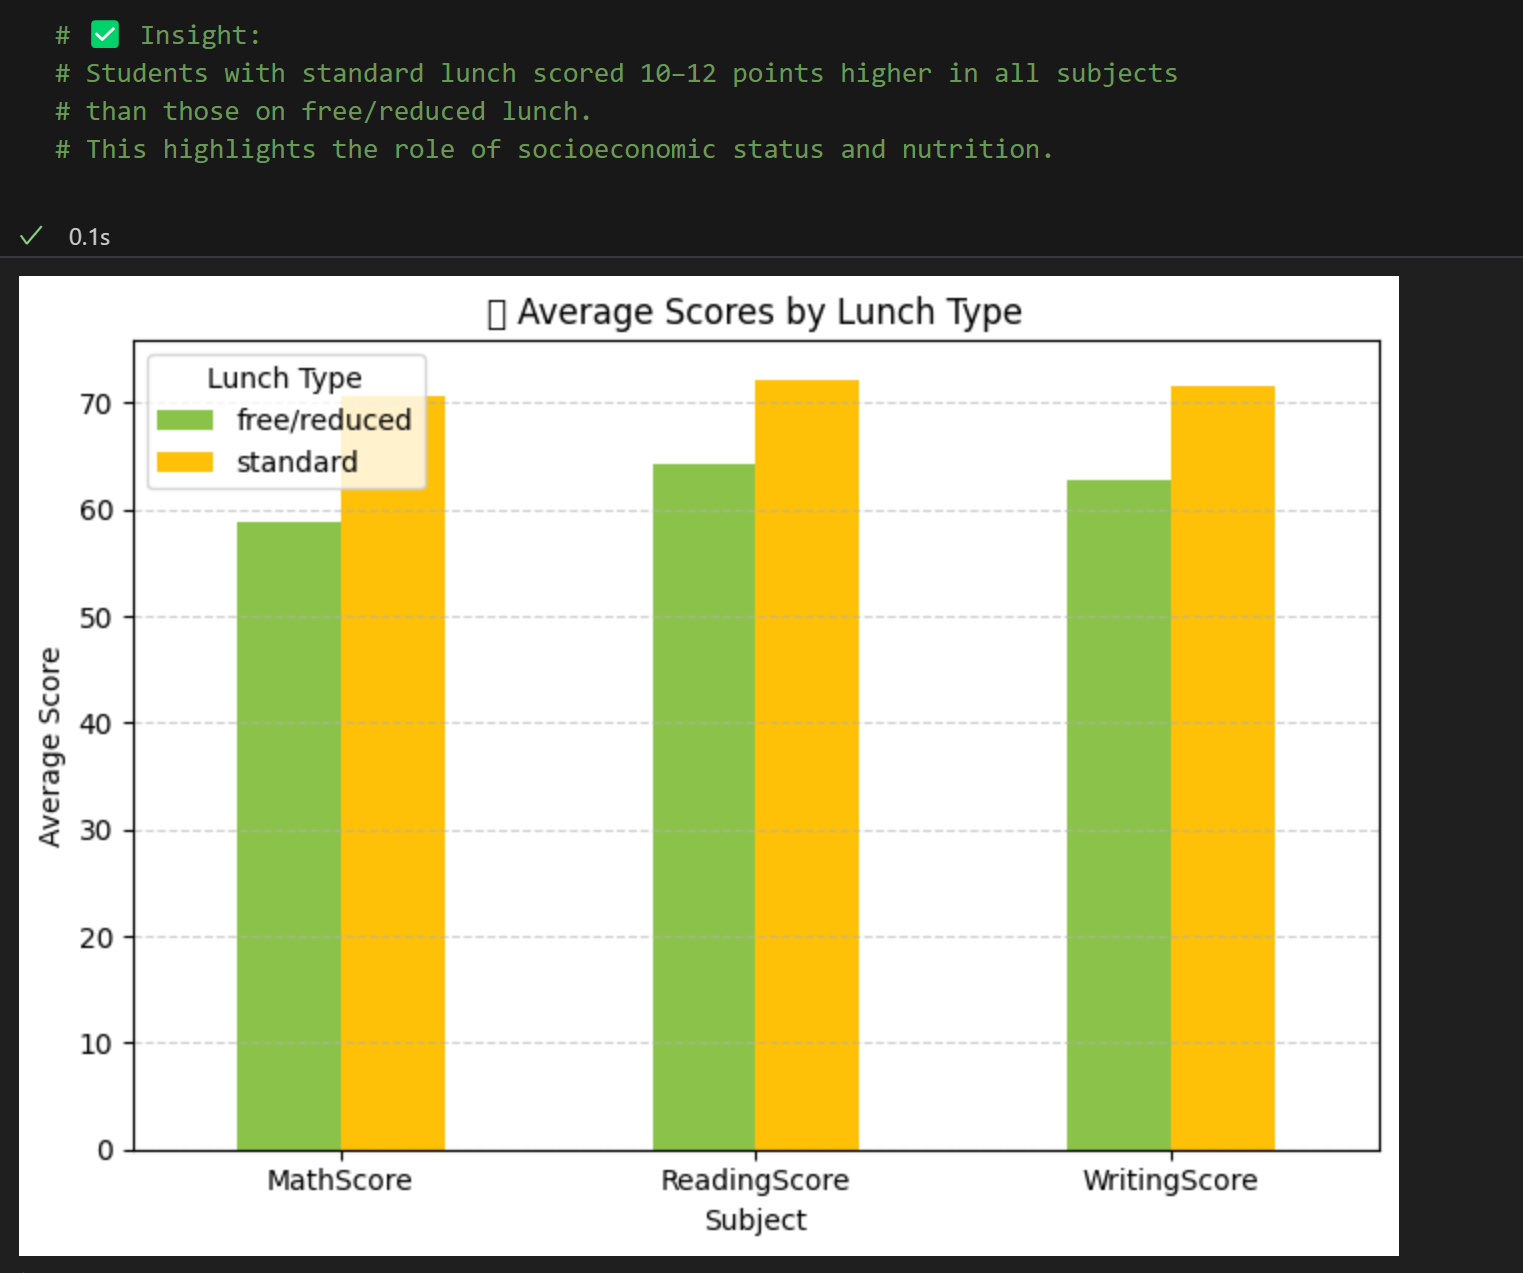 # ✅ Insight:
# Students with standard lunch scored 10–12 points higher in all subjects
# than those on free/reduced lunch.
# This highlights the role of socioeconomic status and nutrition.
✓ 0.1s
▯ Average Scores by Lunch Type
Lunch Type
free/reduced
standard
70
60
50
40
30
20
10
0
Average Score
MathScore ReadingScore WritingScore
Subject